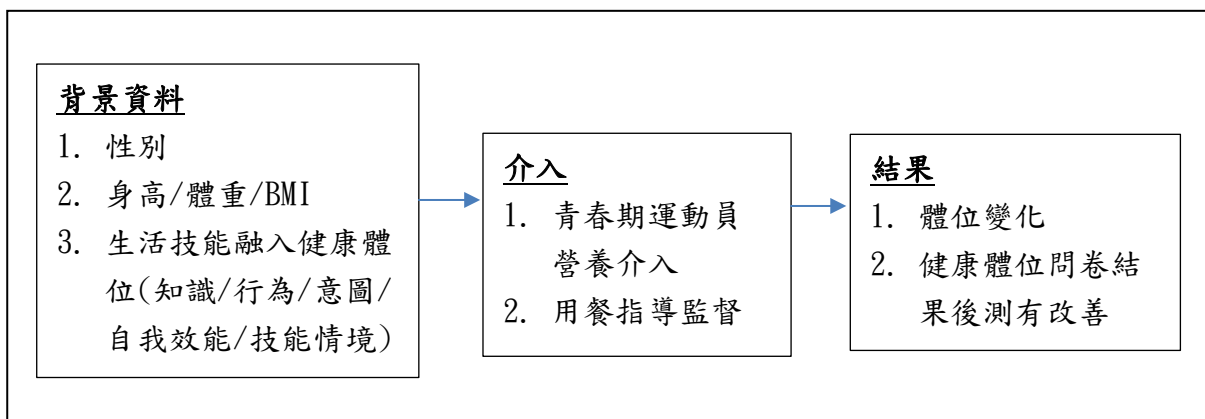 背景資料
1. 性別
2. 身高/體重/BMI
3. 生活技能融入健康體
位(知識/行為/意圖/
自我效能/技能情境)
介入
1. 青春期運動員
營養介入
2. 用餐指導監督
結果
1. 體位變化
2. 健康體位問卷結
果後測有改善